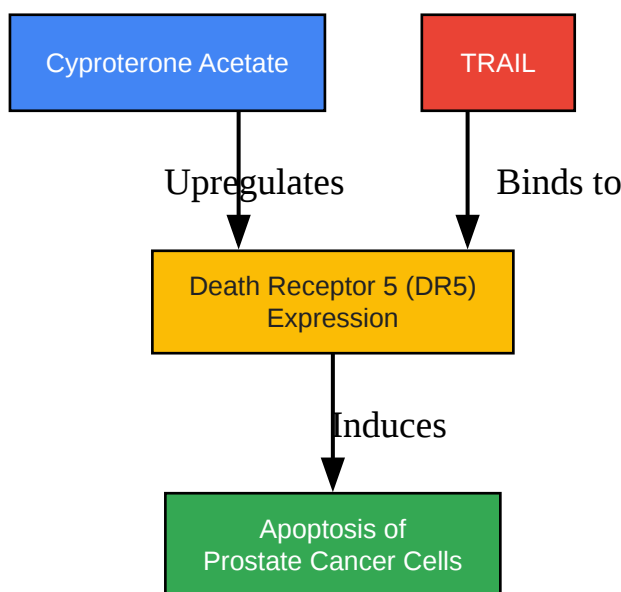 Cyproterone Acetate
TRAIL
Upregulates
Binds to
Death Receptor 5 (DR5)
Expression
Induces
Apoptosis of
Prostate Cancer Cells